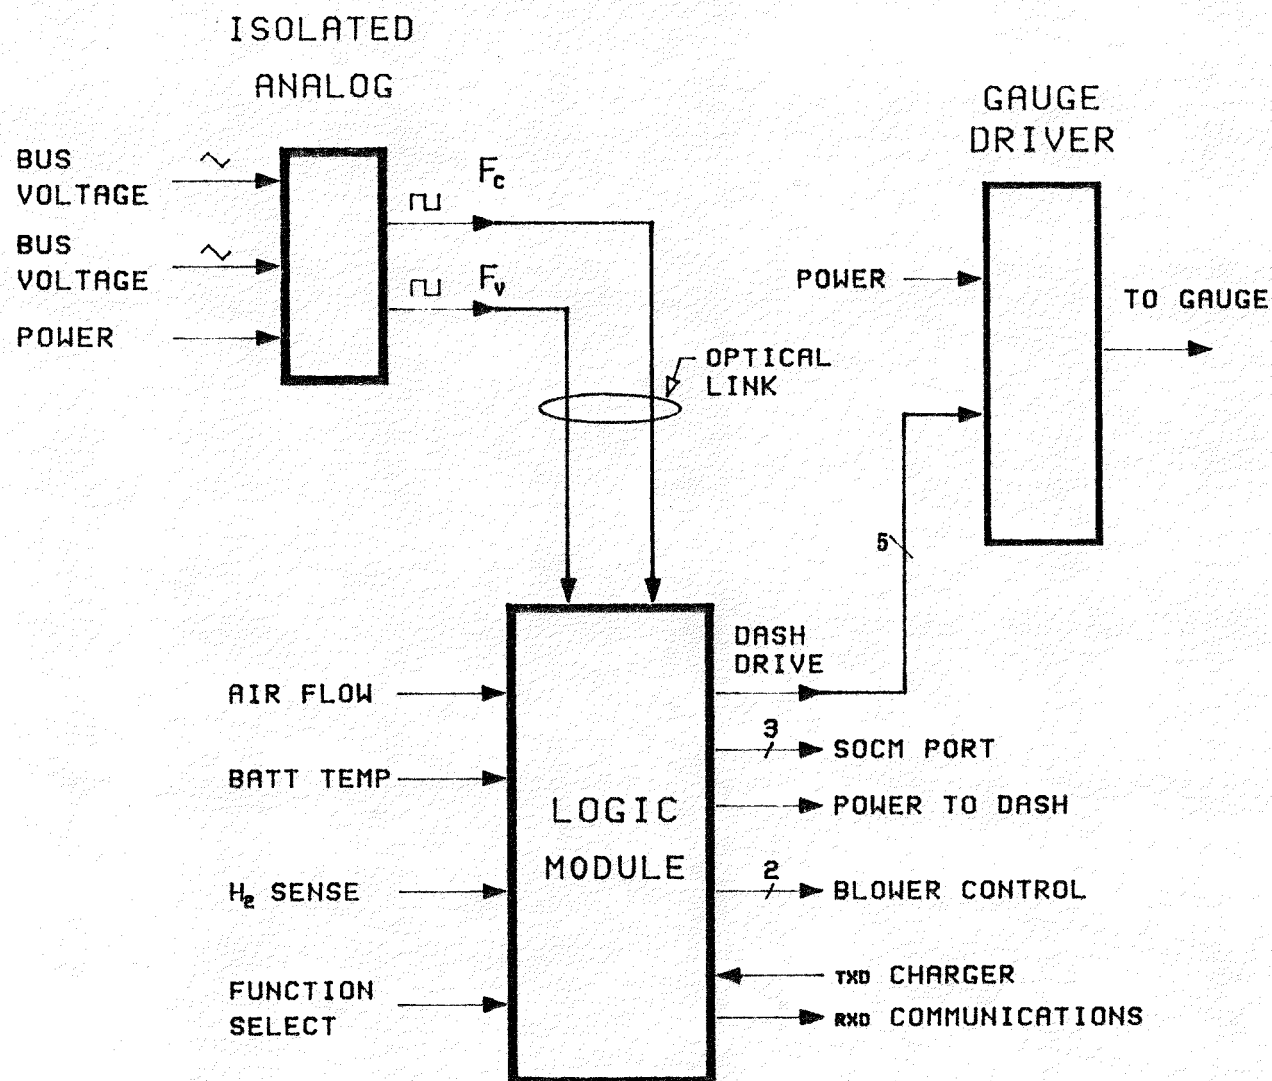 ISOLATED
ANALOG
GAUGE
DRIVER
BUS
VOLTAGE
Fc
BUS
VOLTAGE
Fv
POWER
POWER
TO GAUGE
OPTICAL
LINK
5
DASH
DRIVE
AIR FLOW
3
SOCM PORT
BATT TEMP
POWER TO DASH
LOGIC
MODULE
H₂ SENSE
2
BLOWER CONTROL
FUNCTION
SELECT
TXD CHARGER
RXD COMMUNICATIONS